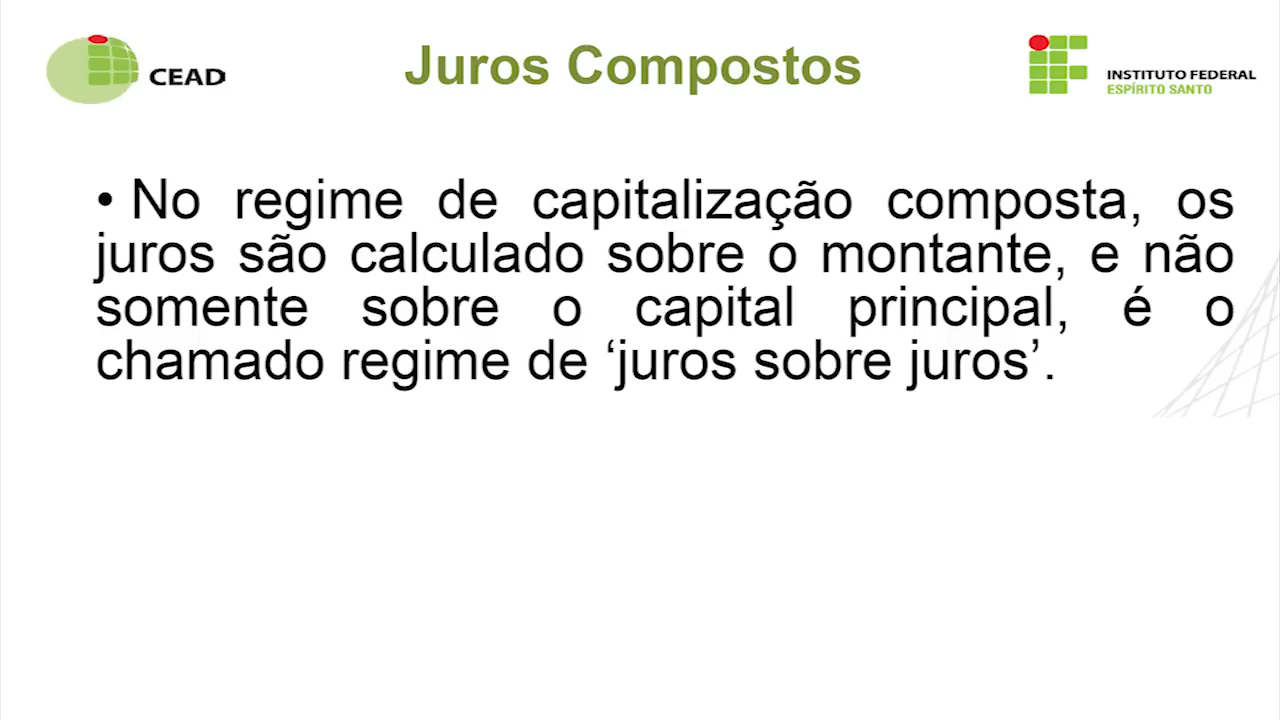 CEAD
Juros Compostos
INSTITUTO FEDERAL
ESPÍRITO SANTO
• No regime de capitalização composta, os
juros são calculado sobre o montante, e não
somente sobre o capital principal, é o
chamado regime de ‘juros sobre juros’.